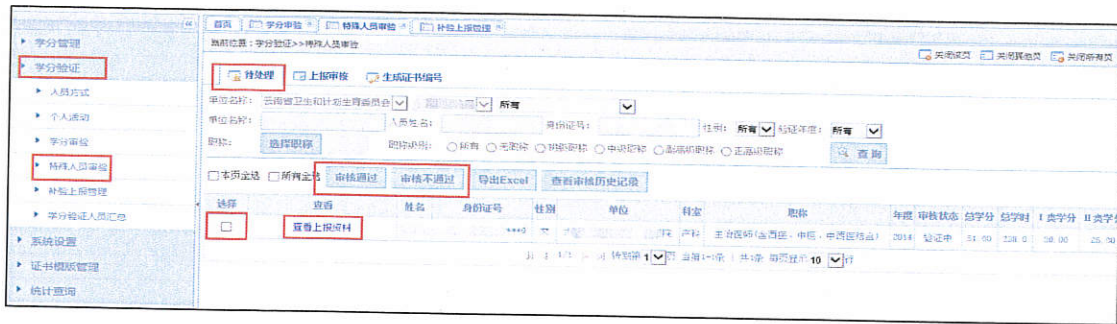 首页 学分审验 特殊人员审验 补验上报管理
当前位置：学分验证>>特殊人员审验
关闭该页 关闭其他页 关闭所有页
学分管理
学分验证
人员方式
个人活动
学分审验
特殊人员审验
补验上报管理
学分验证人员汇总
系统设置
证书模版管理
统计查询
待处理 上报审核 生成证书编号
单位名称： 云南省卫生和计划生育委员会 所有
单位名称： 人员姓名： 身份证号： 性别： 所有 验证年度： 所有
职称： 选择职称 职称级别： 所有 无职称 初级职称 中级职称 副高级职称 正高级职称 查询
本页全选 所有全选 审核通过 审核不通过 导出Excel 查看审核历史记录
选择 查看 姓名 身份证号 性别 单位 科室 职称 年度 审核状态 总学分 总学时 I类学分 II类学分
查看上报资料 女 产科 主治医师(含西医、中医、中西医结合) 2014 验证中
转到第 1 页 共1条 每页显示 10 行